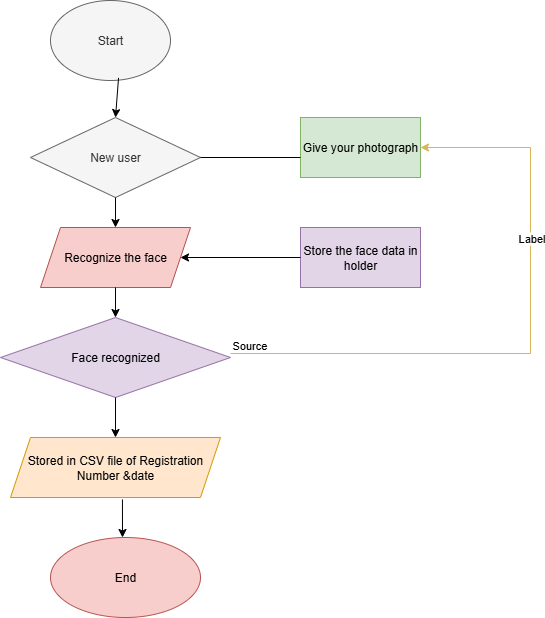 Start
New user
Give your photograph
Label
Recognize the face
Store the face data in
holder
Source
Face recognized
Stored in CSV file of Registration
Number &date
End